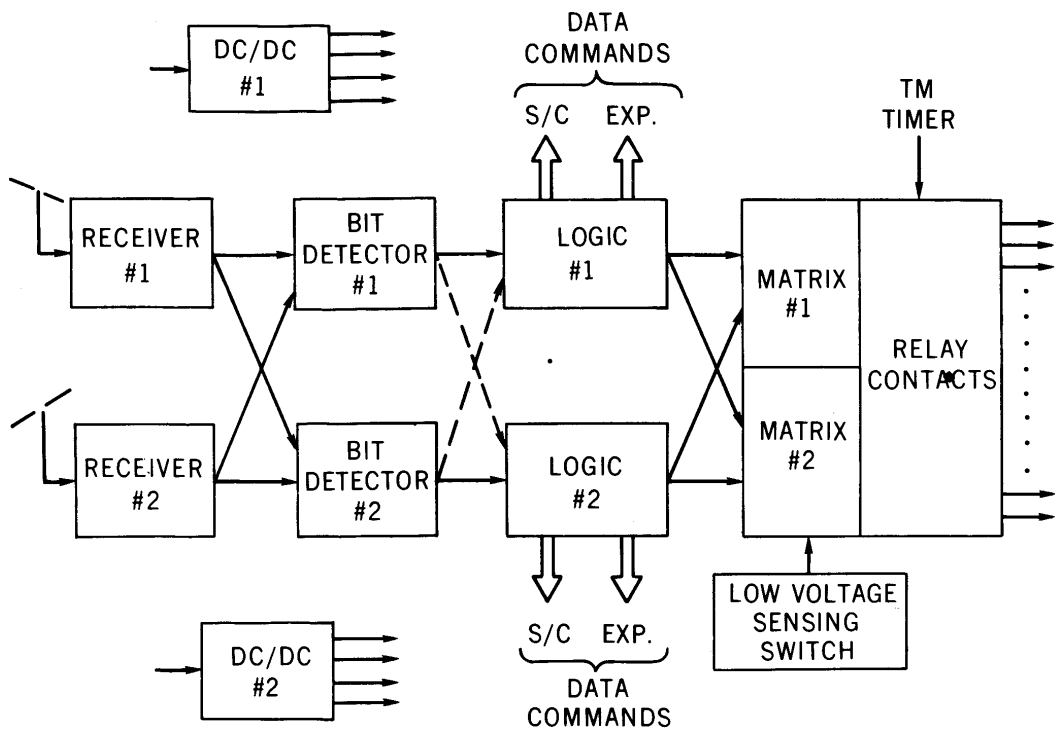 DC/DC
#1
DATA
COMMANDS
S/C EXP.
TM
TIMER
RECEIVER
#1
BIT
DETECTOR
#1
LOGIC
#1
MATRIX
#1
RELAY
CONTACTS
RECEIVER
#2
BIT
DETECTOR
#2
LOGIC
#2
MATRIX
#2
LOW VOLTAGE
SENSING
SWITCH
S/C EXP.
DATA
COMMANDS
DC/DC
#2